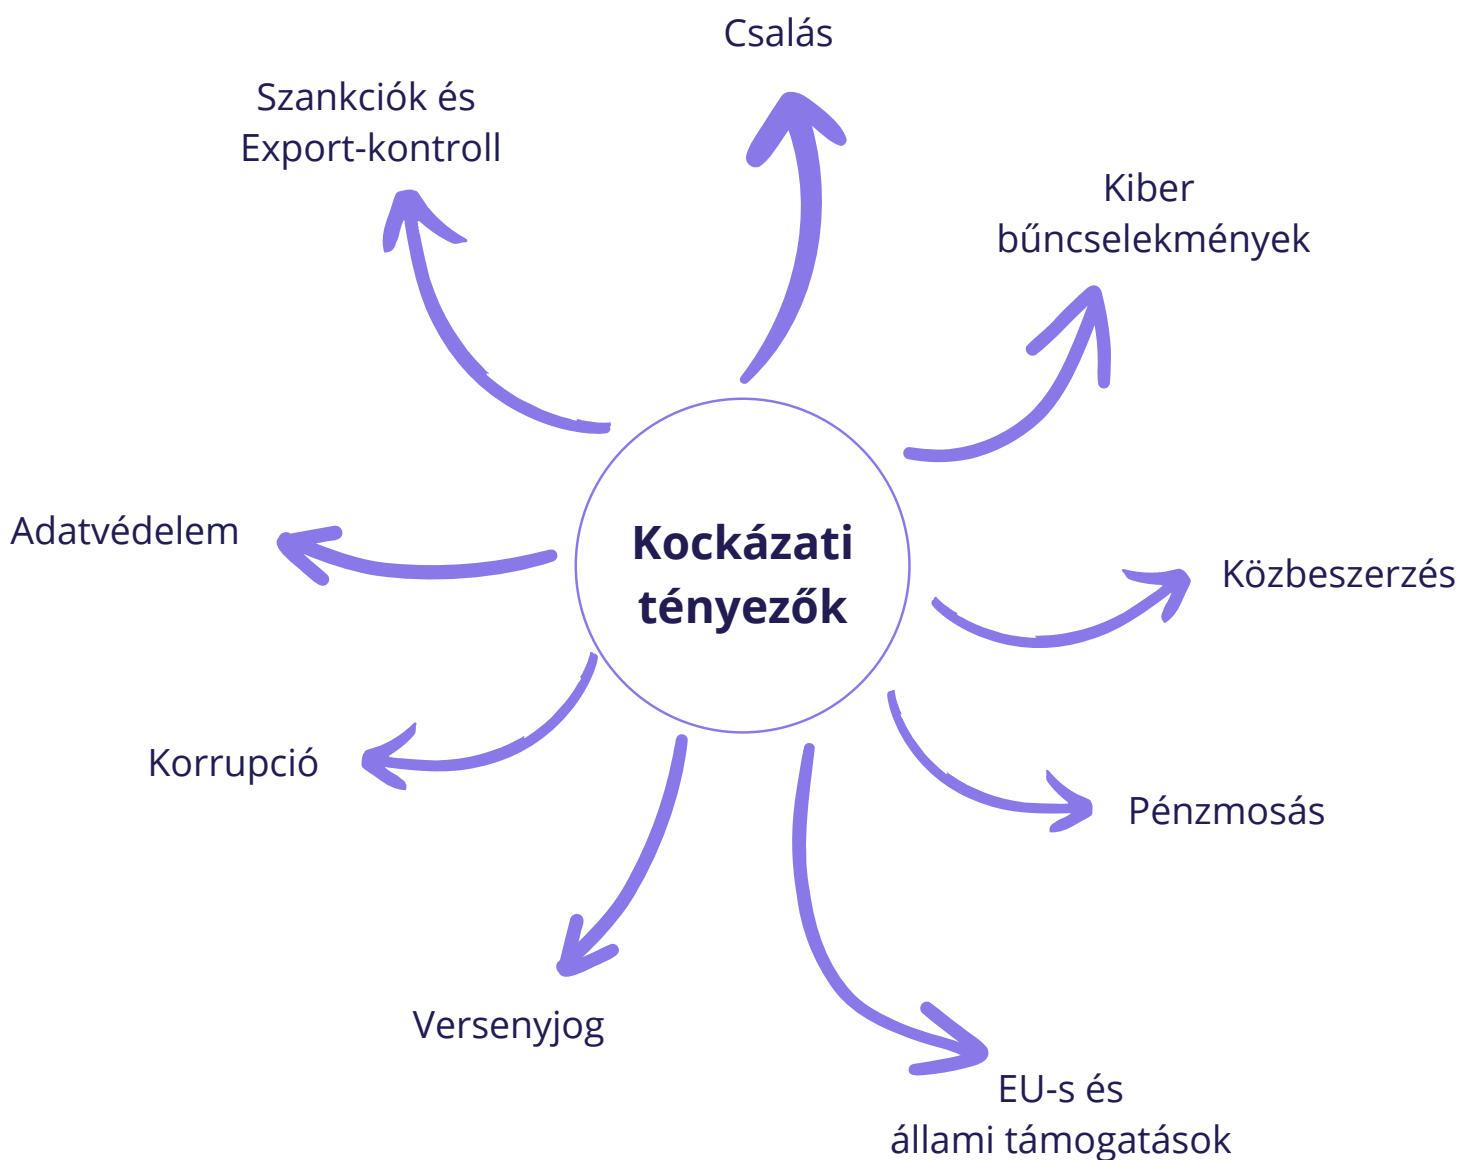 Csalás
Szankciók és
Export-kontroll
Kiber
bűncselekmények
Adatvédelem
Kockázati
tényezők
Közbeszerzés
Korrupció
Pénzmosás
Versenyjog
EU-s és
állami támogatások